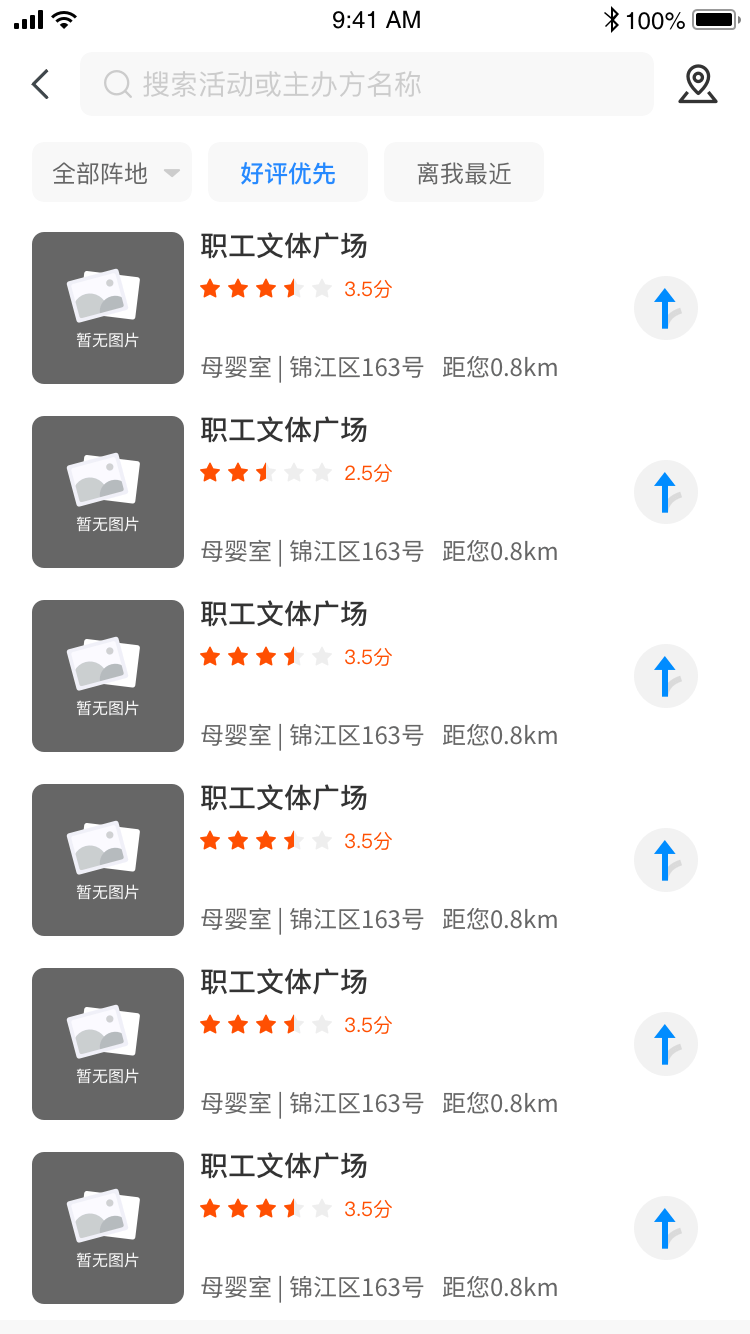 9:41 AM 100%
搜索活动或主办方名称
全部阵地 好评优先 离我最近
职工文体广场
3.5分
暂无图片
母婴室 | 锦江区163号 距您0.8km
职工文体广场
2.5分
暂无图片
母婴室 | 锦江区163号 距您0.8km
职工文体广场
3.5分
暂无图片
母婴室 | 锦江区163号 距您0.8km
职工文体广场
3.5分
暂无图片
母婴室 | 锦江区163号 距您0.8km
职工文体广场
3.5分
暂无图片
母婴室 | 锦江区163号 距您0.8km
职工文体广场
3.5分
暂无图片
母婴室 | 锦江区163号 距您0.8km